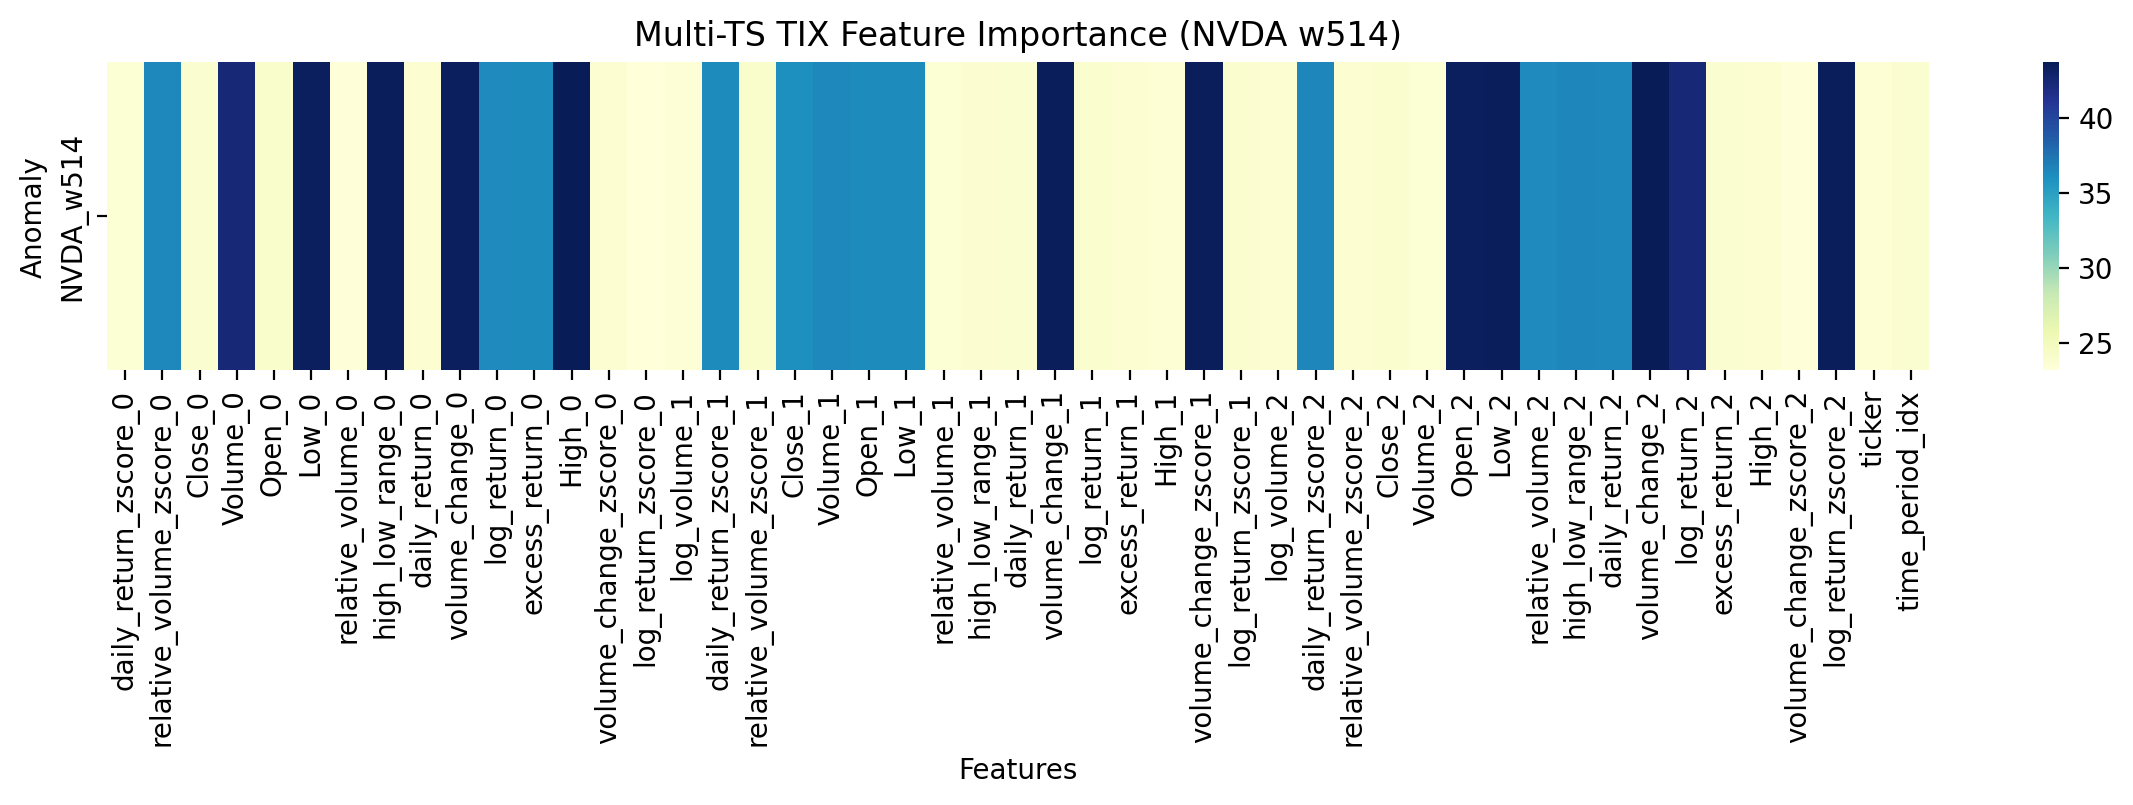 Multi-TS TIX Feature Importance (NVDA w514)
Anomaly
NVDA_w514
40
35
30
25
daily_return_zscore_0
relative_volume_zscore_0
Close_0
Volume_0
Open_0
Low_0
relative_volume_0
high_low_range_0
daily_return_0
volume_change_0
log_return_0
excess_return_0
High_0
volume_change_zscore_0
log_return_zscore_0
log_volume_1
daily_return_zscore_1
relative_volume_zscore_1
Close_1
Volume_1
Open_1
Low_1
relative_volume_1
high_low_range_1
daily_return_1
volume_change_1
log_return_1
excess_return_1
High_1
volume_change_zscore_1
log_return_zscore_1
log_volume_2
daily_return_zscore_2
relative_volume_zscore_2
Close_2
Volume_2
Open_2
Low_2
relative_volume_2
high_low_range_2
daily_return_2
volume_change_2
log_return_2
excess_return_2
High_2
volume_change_zscore_2
log_return_zscore_2
ticker
time_period_idx
Features